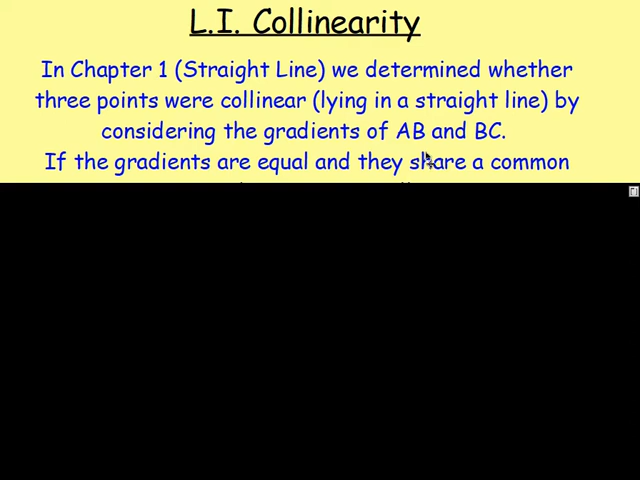 L.I. Collinearity
In Chapter 1 (Straight Line) we determined whether
three points were collinear (lying in a straight line) by
considering the gradients of AB and BC.
If the gradients are equal and they share a common